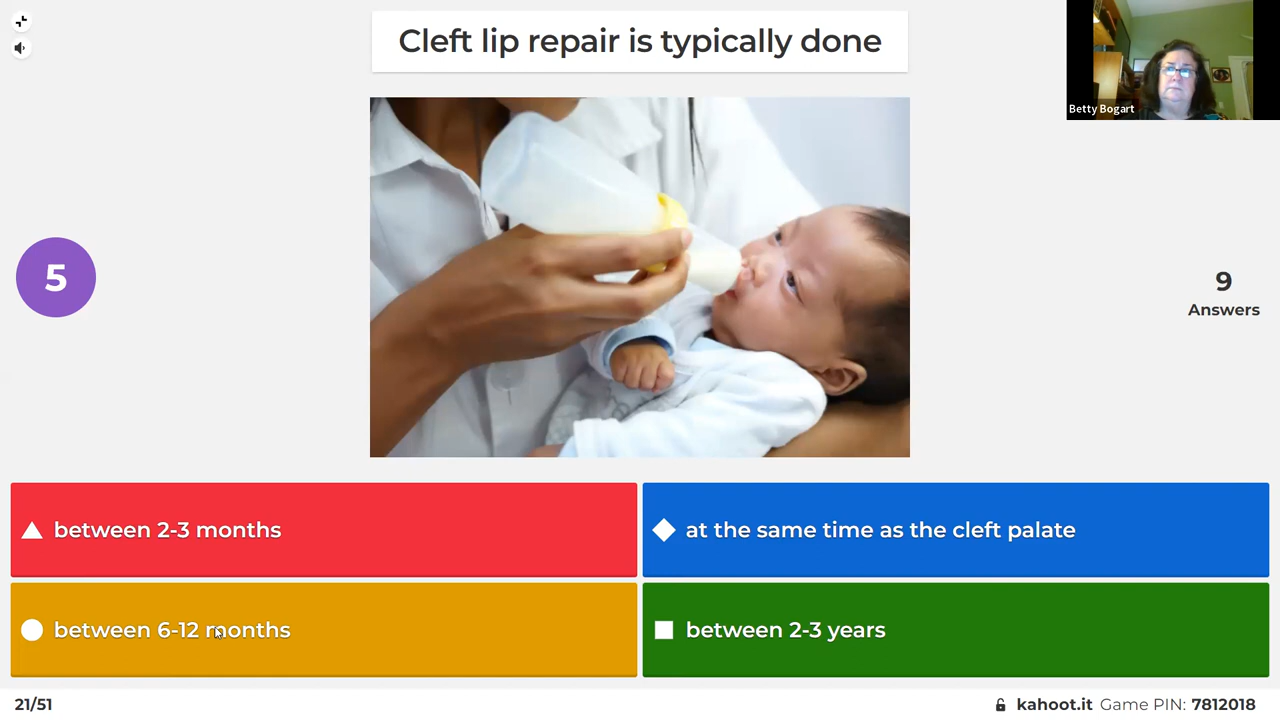 Cleft lip repair is typically done
Betty Bogart
5
9
Answers
between 2-3 months
at the same time as the cleft palate
between 6-12 months
between 2-3 years
21/51
kahoot.it Game PIN: 7812018